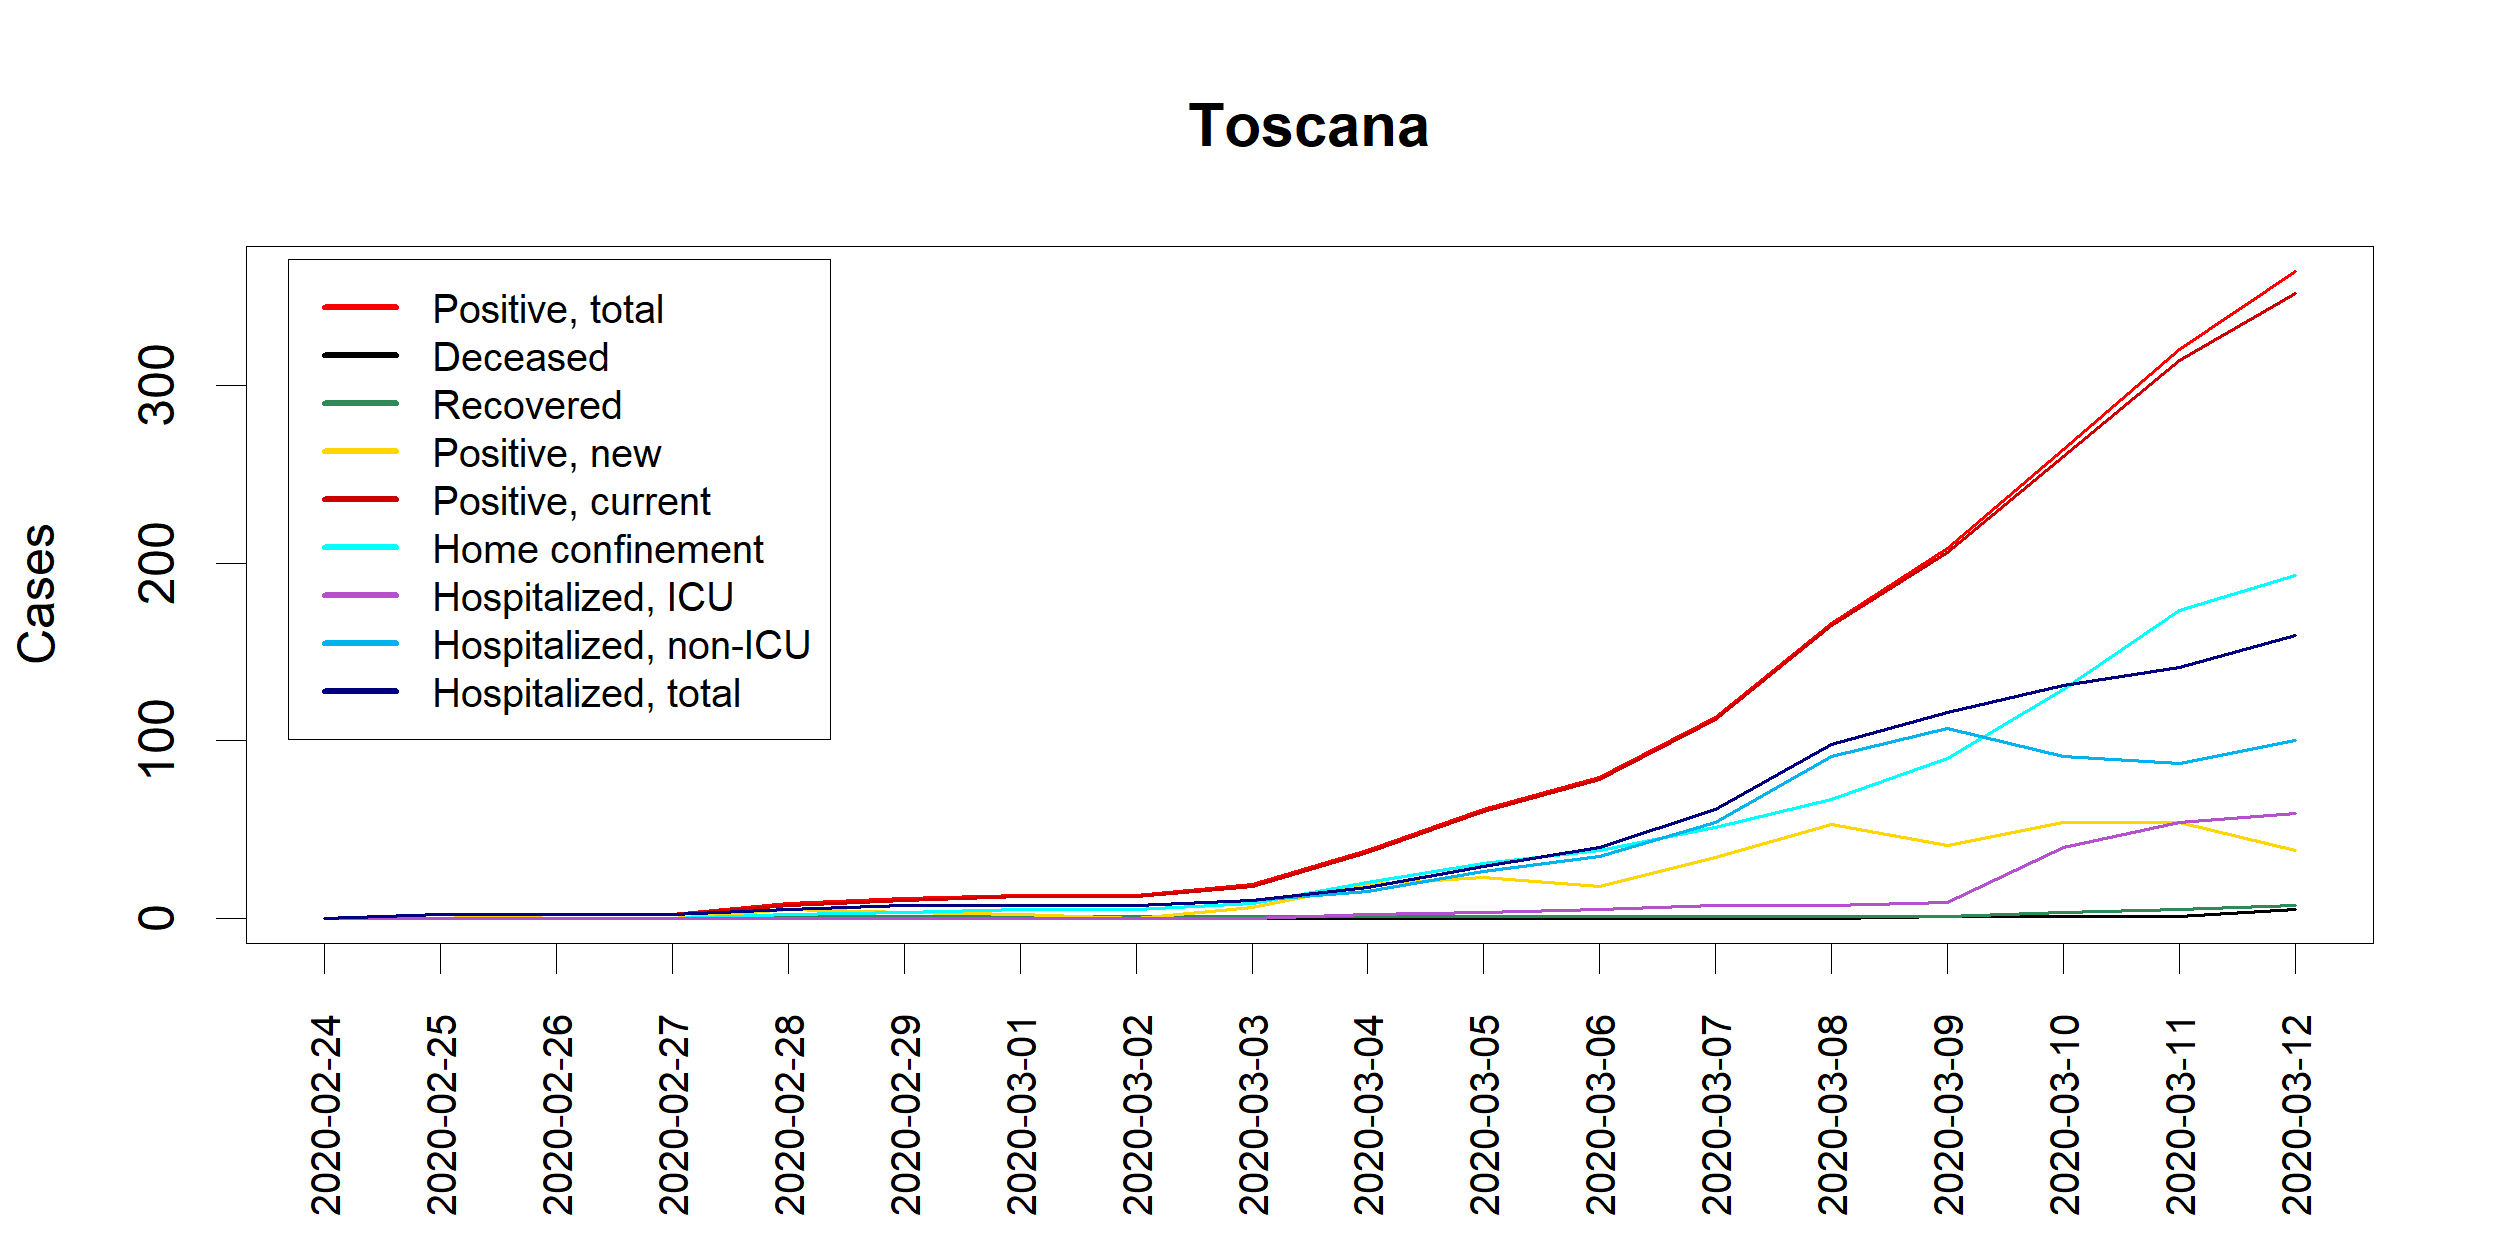 Toscana
Cases
300
200
100
0
Positive, total
Deceased
Recovered
Positive, new
Positive, current
Home confinement
Hospitalized, ICU
Hospitalized, non-ICU
Hospitalized, total
2020-02-24
2020-02-25
2020-02-26
2020-02-27
2020-02-28
2020-02-29
2020-03-01
2020-03-02
2020-03-03
2020-03-04
2020-03-05
2020-03-06
2020-03-07
2020-03-08
2020-03-09
2020-03-10
2020-03-11
2020-03-12